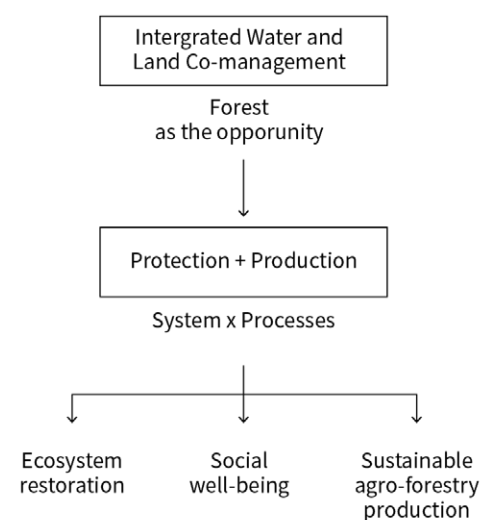 Intergrated Water and
Land Co-management
Forest
as the opporunity
Protection + Production
System x Processes
Ecosystem
restoration
Social
well-being
Sustainable
agro-forestry
production